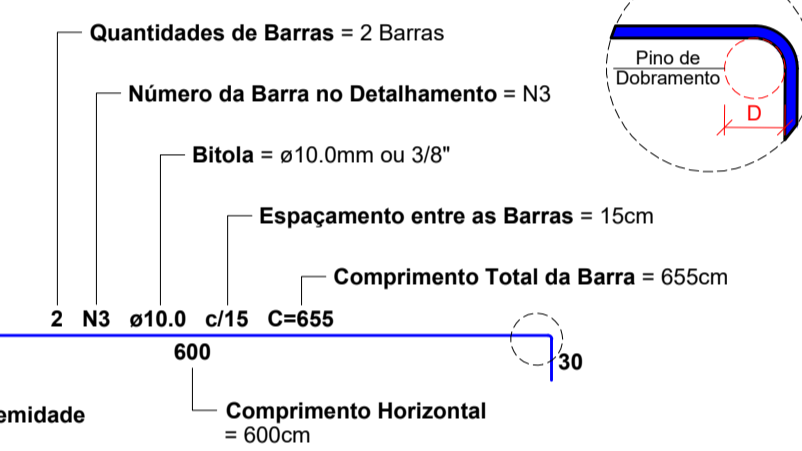 Quantidades de Barras = 2 Barras
Pino de
Dobramento
D
Número da Barra no Detalhamento = N3
Bitola = ø10.0mm ou 3/8"
Espaçamento entre as Barras = 15cm
Comprimento Total da Barra = 655cm
2 N3 ø10.0 c/15 C=655
600
30
emidade
Comprimento Horizontal
= 600cm